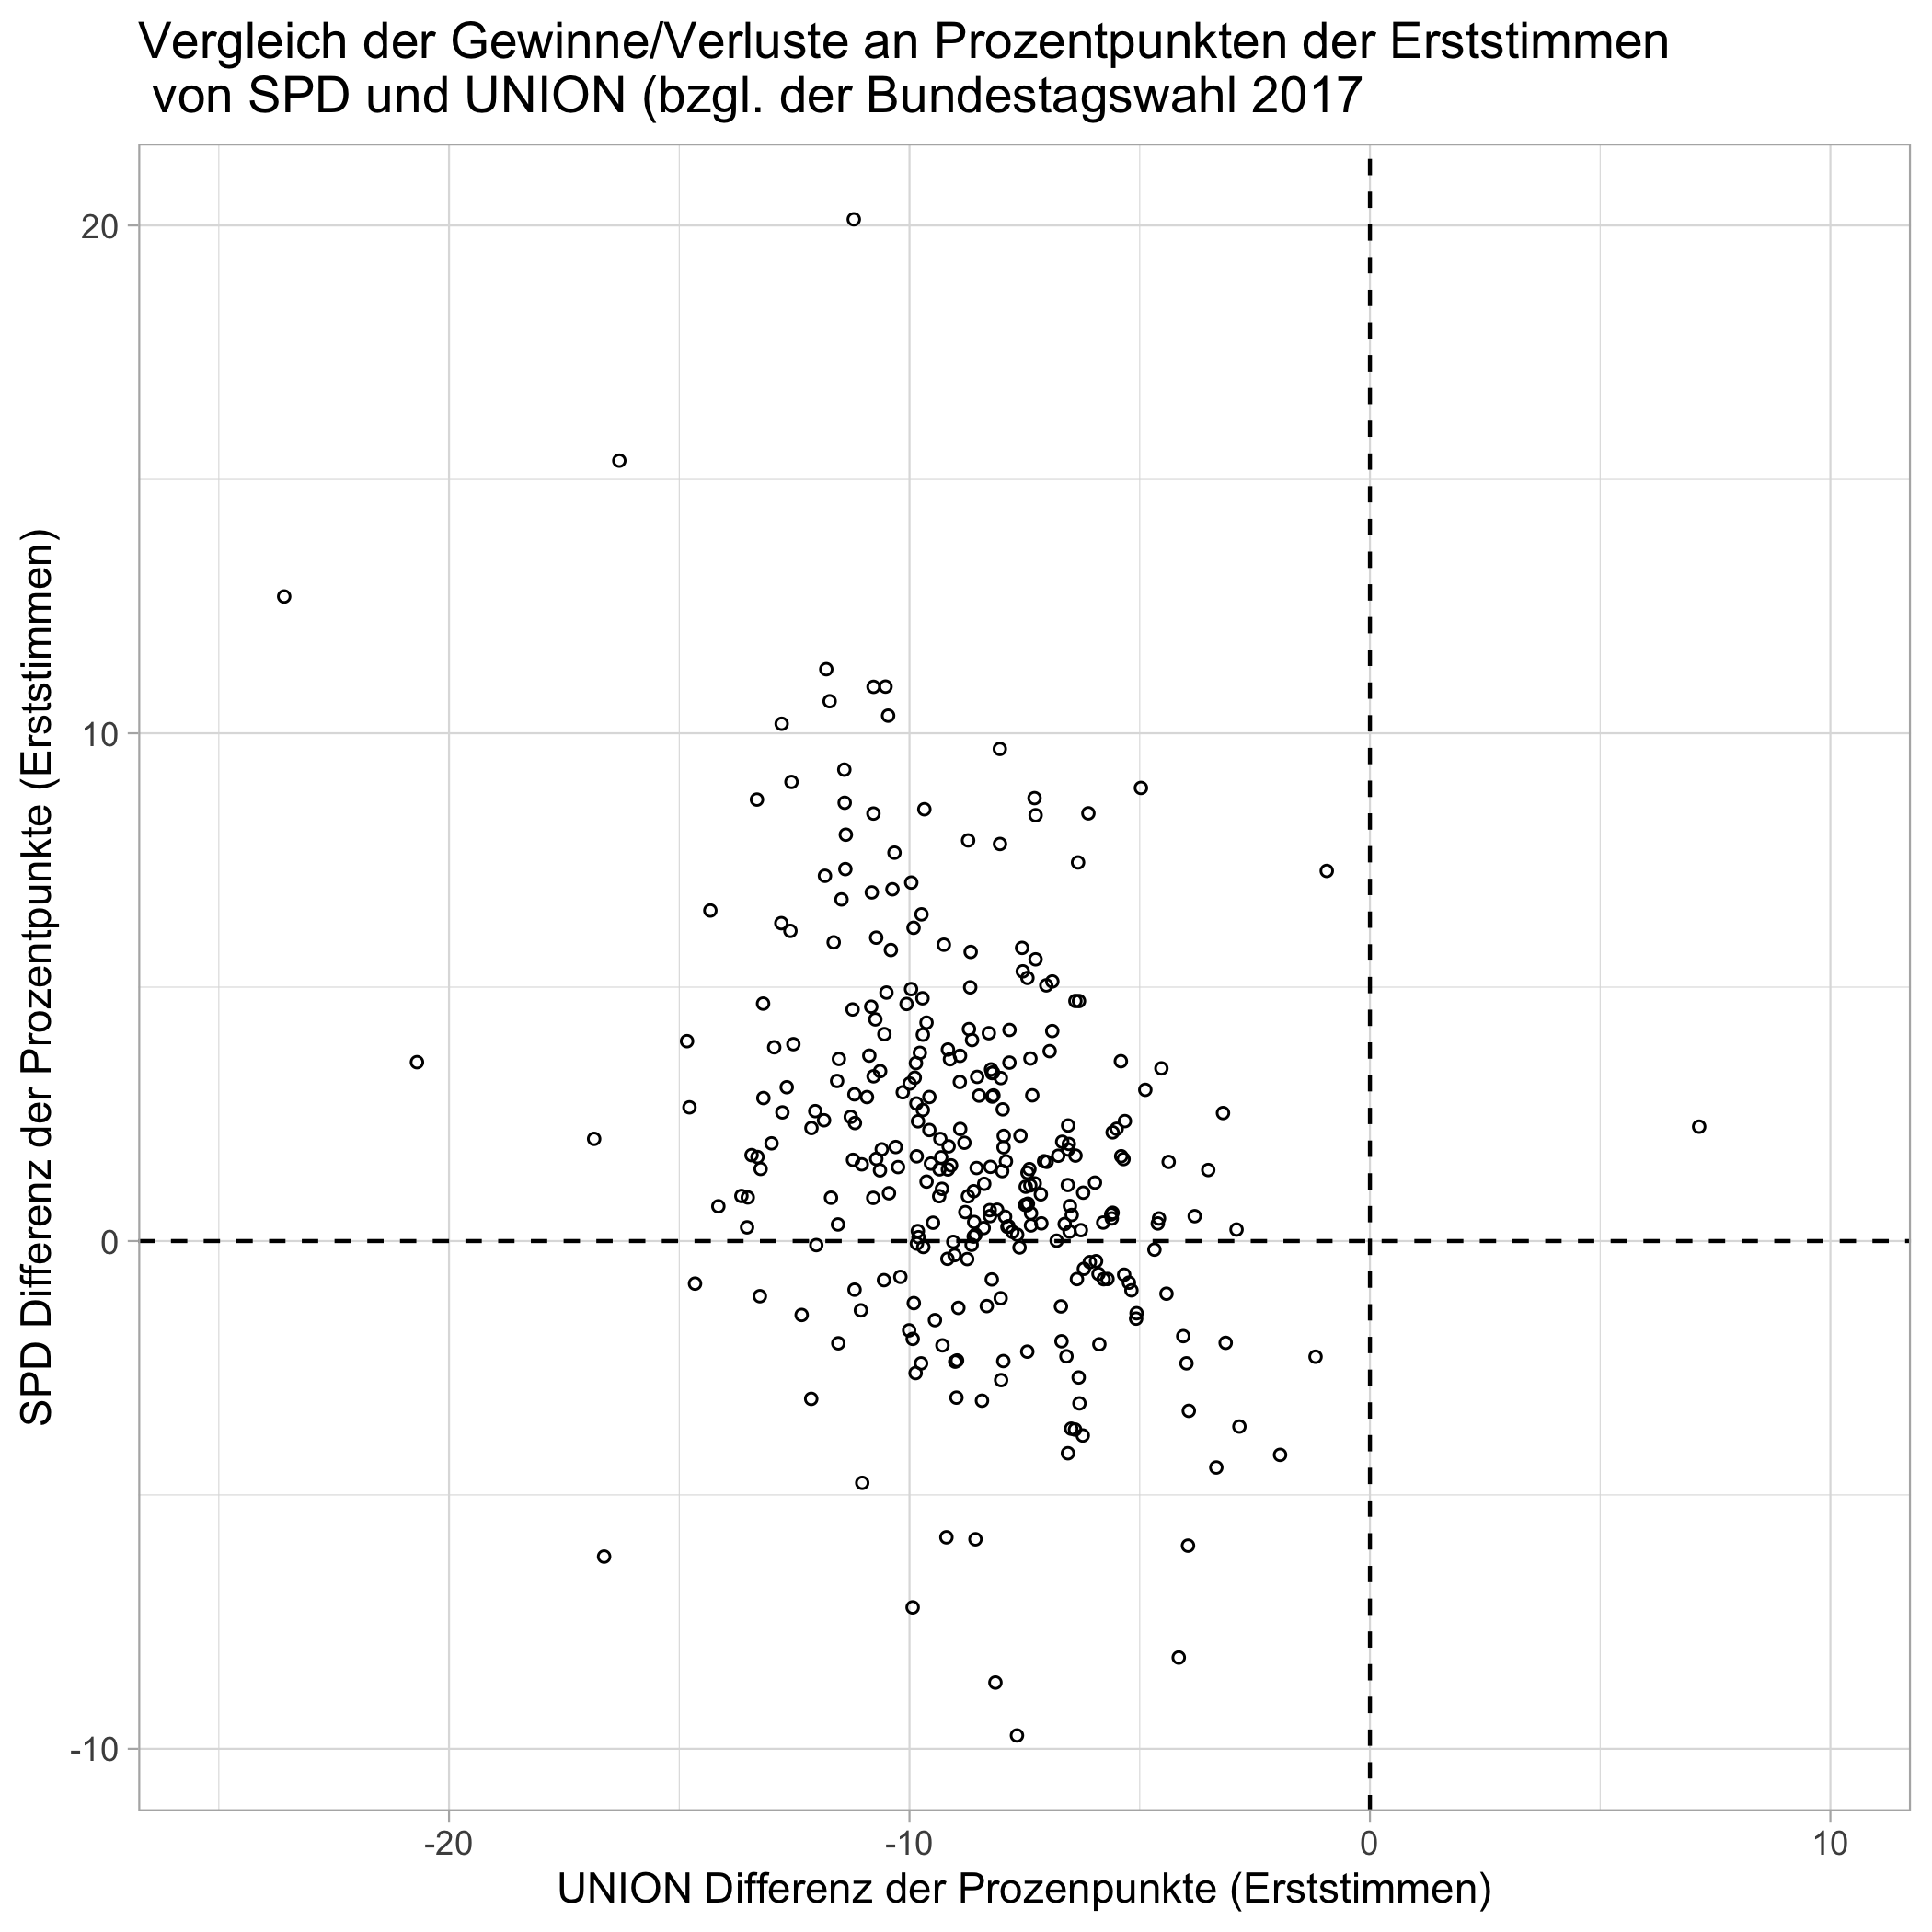 Vergleich der Gewinne/Verluste an Prozentpunkten der Erststimmen
von SPD und UNION (bzgl. der Bundestagswahl 2017
SPD Differenz der Prozentpunkte (Erststimmen)
20
10
0
-10
-20
-10
0
10
UNION Differenz der Prozenpunkte (Erststimmen)